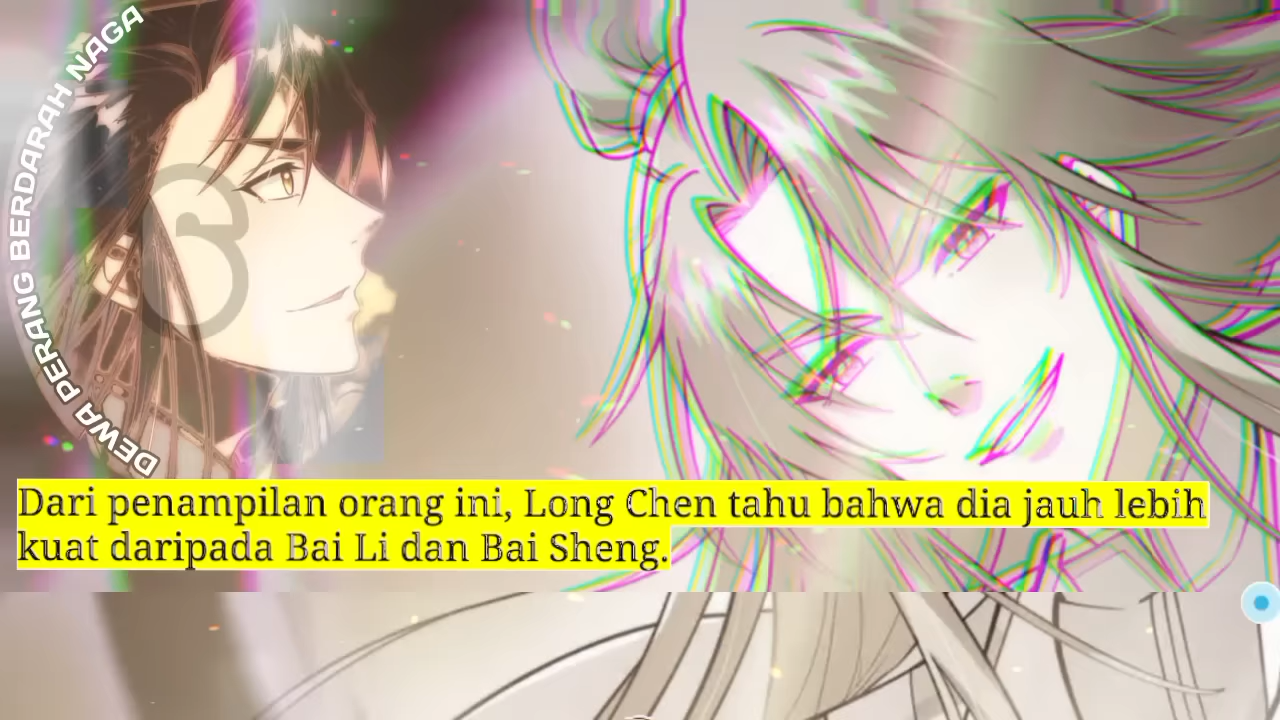 DEWA PERANG BERDARAH NAGA
Dari penampilan orang ini, Long Chen tahu bahwa dia jauh lebih
kuat daripada Bai Li dan Bai Sheng.